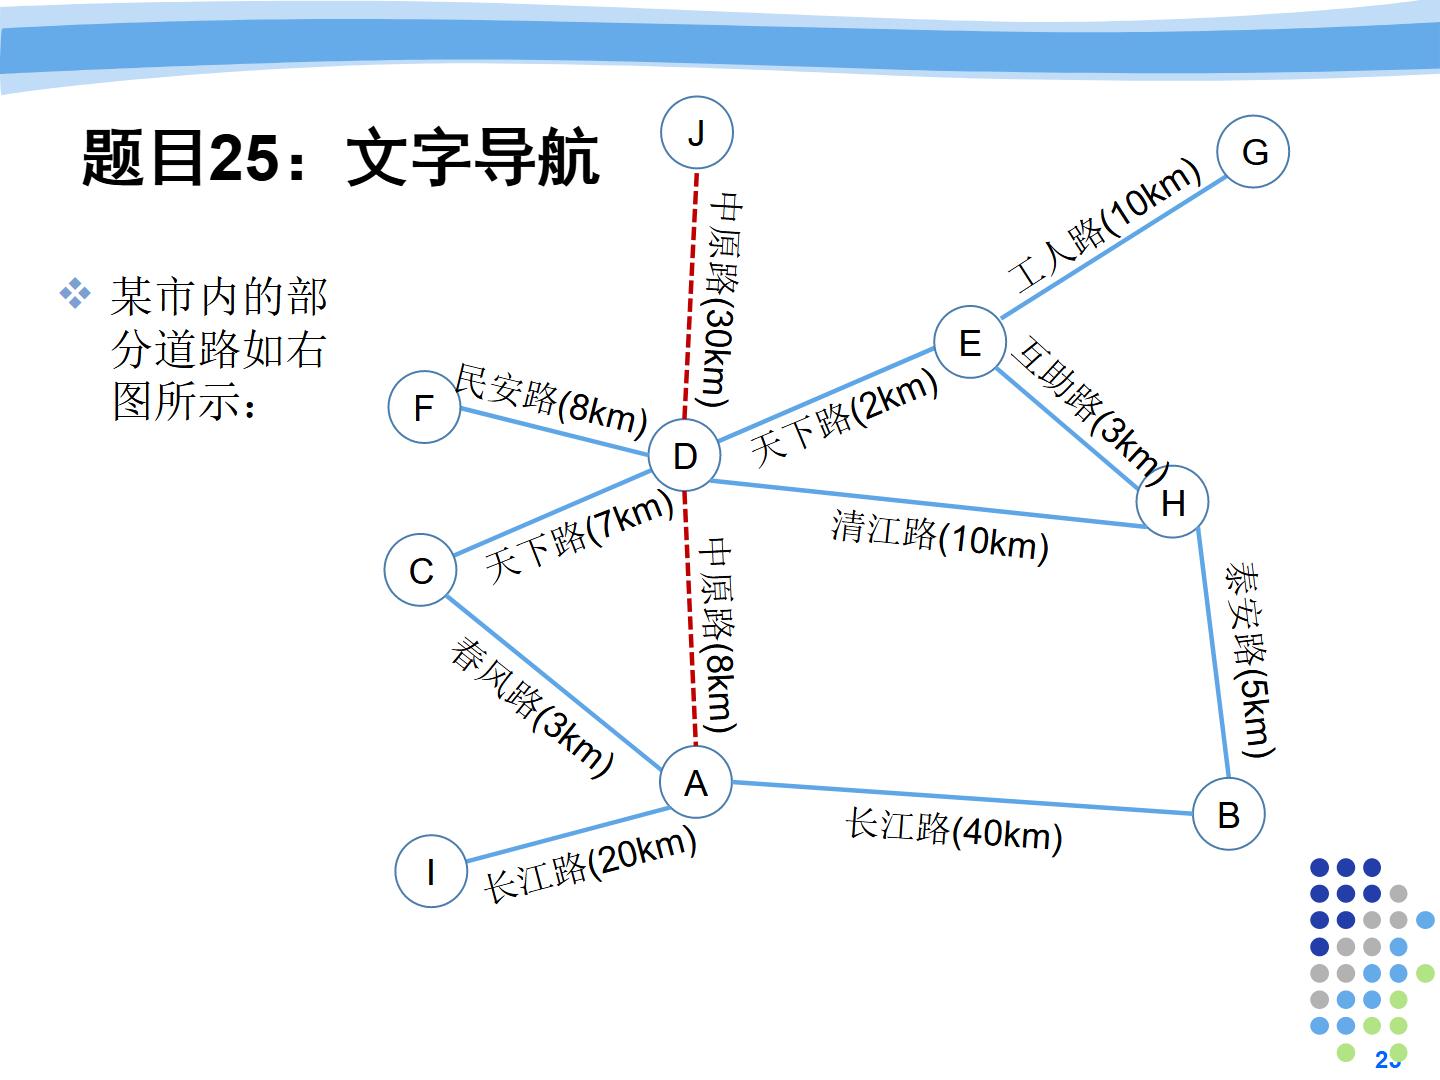 题目25：文字导航
某市内的部
分道路如右
图所示：
J
G
工人路(10km)
中原路(30km)
E
互助路(3km)
民安路(8km)
F
天下路(2km)
D
H
清江路(10km)
天下路(7km)
C
中原路(8km)
泰安路(5km)
春风路(3km)
A
B
长江路(40km)
长江路(20km)
I